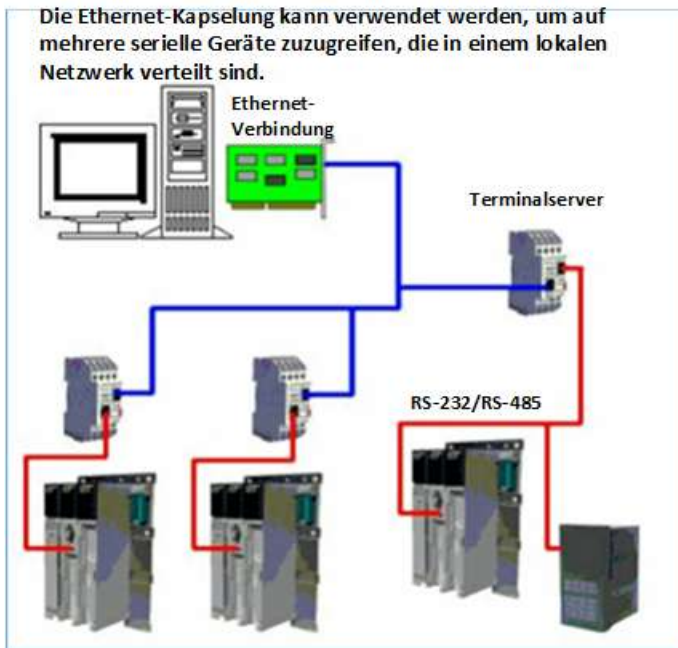 Die Ethernet-Kapselung kann verwendet werden, um auf
mehrere serielle Geräte zuzugreifen, die in einem lokalen
Netzwerk verteilt sind.
Ethernet-
Verbindung
Terminalserver
RS-232/RS-485